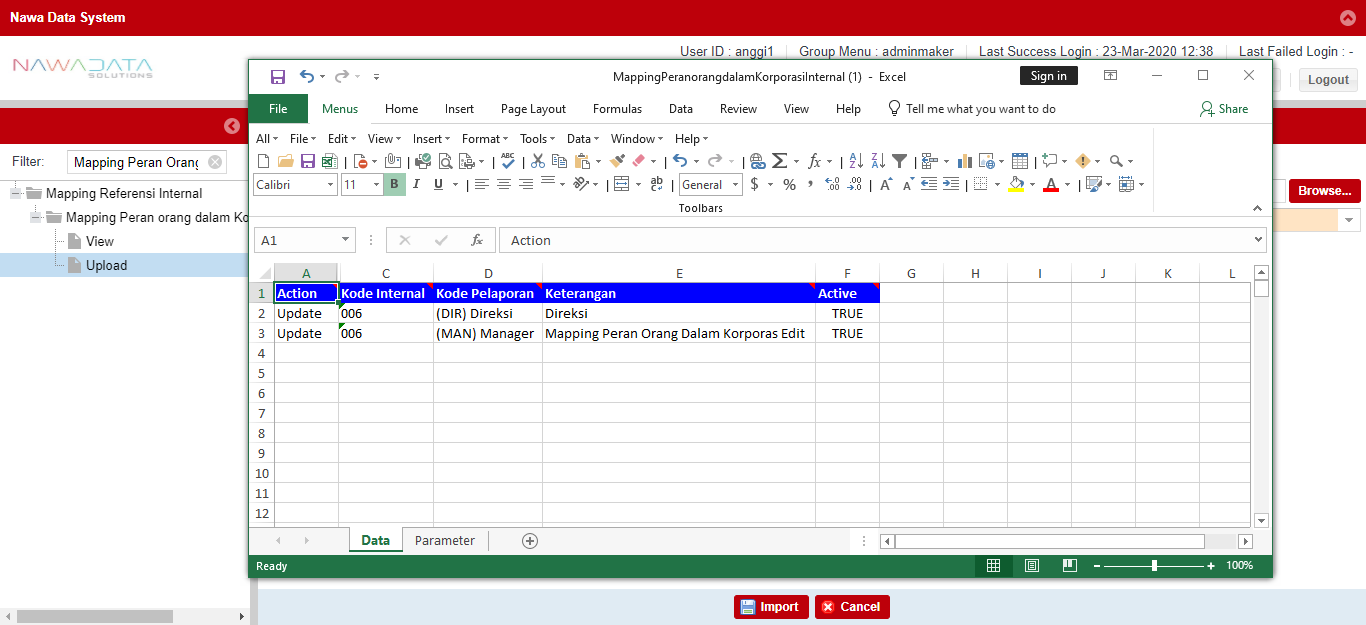 Nawa Data System
NAWADATA
SOLUTIONS
User ID : anggi1 Group Menu : adminmaker Last Success Login : 23-Mar-2020 12:38 Last Failed Login : -
Logout
Filter: Mapping Peran Orang
Mapping Referensi Internal
Mapping Peran orang dalam Ko
View
Upload
Browse...
MappingPeranorangdalamKorporasiInternal (1) - Excel
Sign in
File Menus Home Insert Page Layout Formulas Data Review View Help Tell me what you want to do Share
All File Edit View Insert Format Tools Data Window Help
Calibri 11 B I U General $ % ,
Toolbars
A1 fx Action
A C D E F G H I J K L
1 Action Kode Internal Kode Pelaporan Keterangan Active
2 Update 006 (DIR) Direksi Direksi TRUE
3 Update 006 (MAN) Manager Mapping Peran Orang Dalam Korporas Edit TRUE
4
5
6
7
8
9
10
11
12
Data Parameter
Ready 100%
Import Cancel